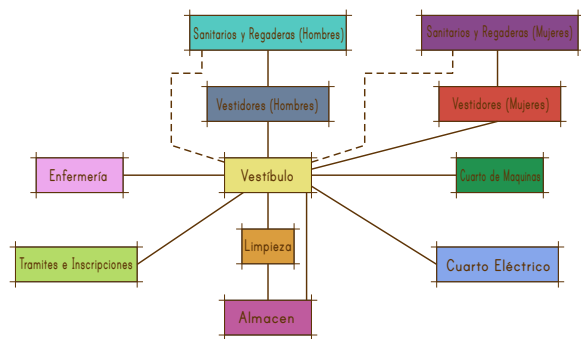 Sanitarios y Regaderas (Hombres)
Sanitarios y Regaderas (Mujeres)
Vestidores (Hombres)
Vestidores (Mujeres)
Enfermería
Vestíbulo
Cuarto de Maquinas
Limpieza
Tramites e Inscripciones
Cuarto Eléctrico
Almacen